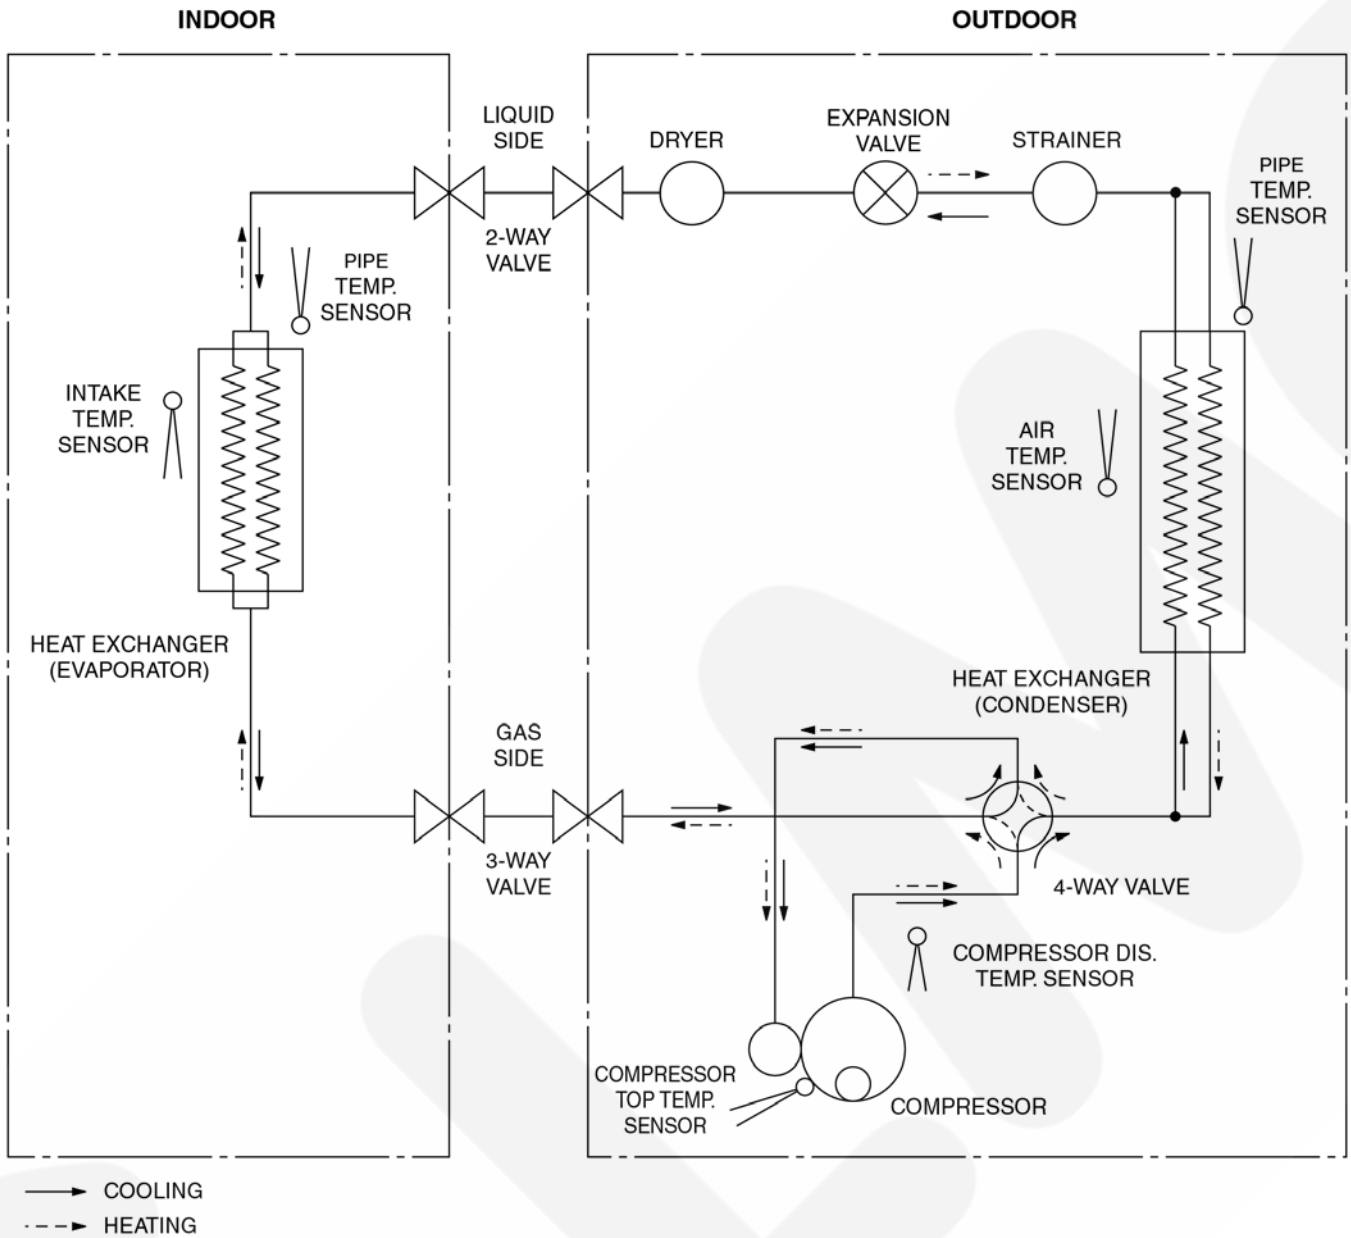 INDOOR
OUTDOOR
LIQUID
SIDE
DRYER
EXPANSION
VALVE
STRAINER
PIPE
TEMP.
SENSOR
2-WAY
VALVE
PIPE
TEMP.
SENSOR
INTAKE
TEMP.
SENSOR
AIR
TEMP.
SENSOR
HEAT EXCHANGER
(EVAPORATOR)
HEAT EXCHANGER
(CONDENSER)
GAS
SIDE
3-WAY
VALVE
4-WAY VALVE
COMPRESSOR DIS.
TEMP. SENSOR
COMPRESSOR
TOP TEMP.
SENSOR
COMPRESSOR
COOLING
HEATING